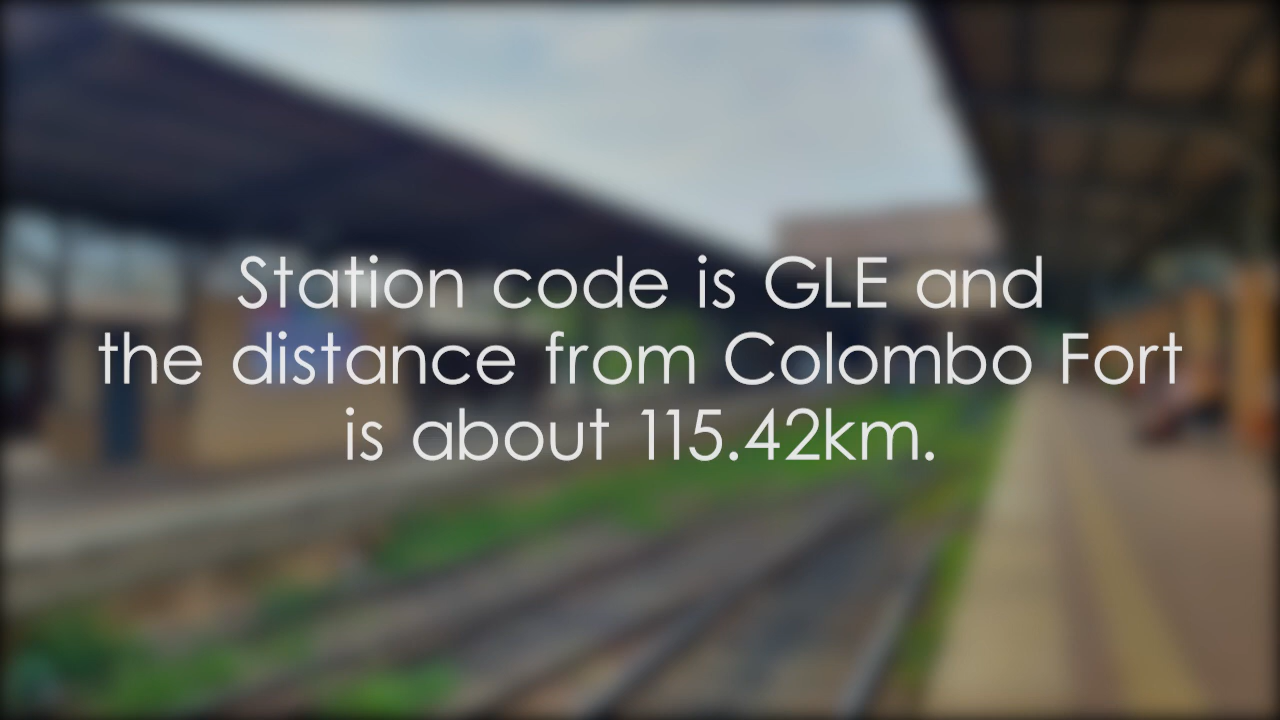 Station code is GLE and
the distance from Colombo Fort
is about 115.42km.